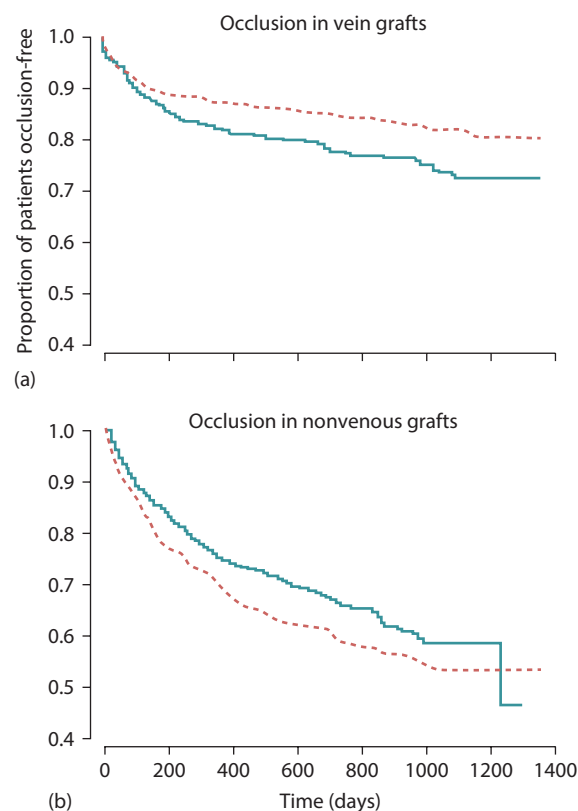 Occlusion in vein grafts
Proportion of patients occlusion-free
1.0
0.9
0.8
0.7
0.6
0.5
0.4
(a)
Occlusion in nonvenous grafts
1.0
0.9
0.8
0.7
0.6
0.5
0.4
0 200 400 600 800 1000 1200 1400
(b)
Time (days)